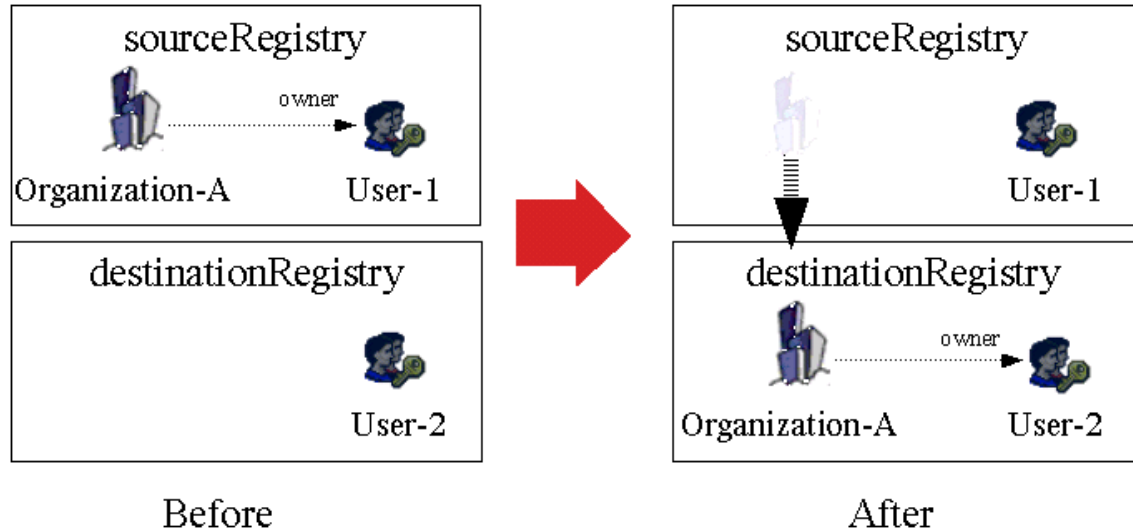 sourceRegistry
owner
Organization-A User-1
destinationRegistry
User-2
Before
sourceRegistry
User-1
destinationRegistry
owner
Organization-A User-2
After